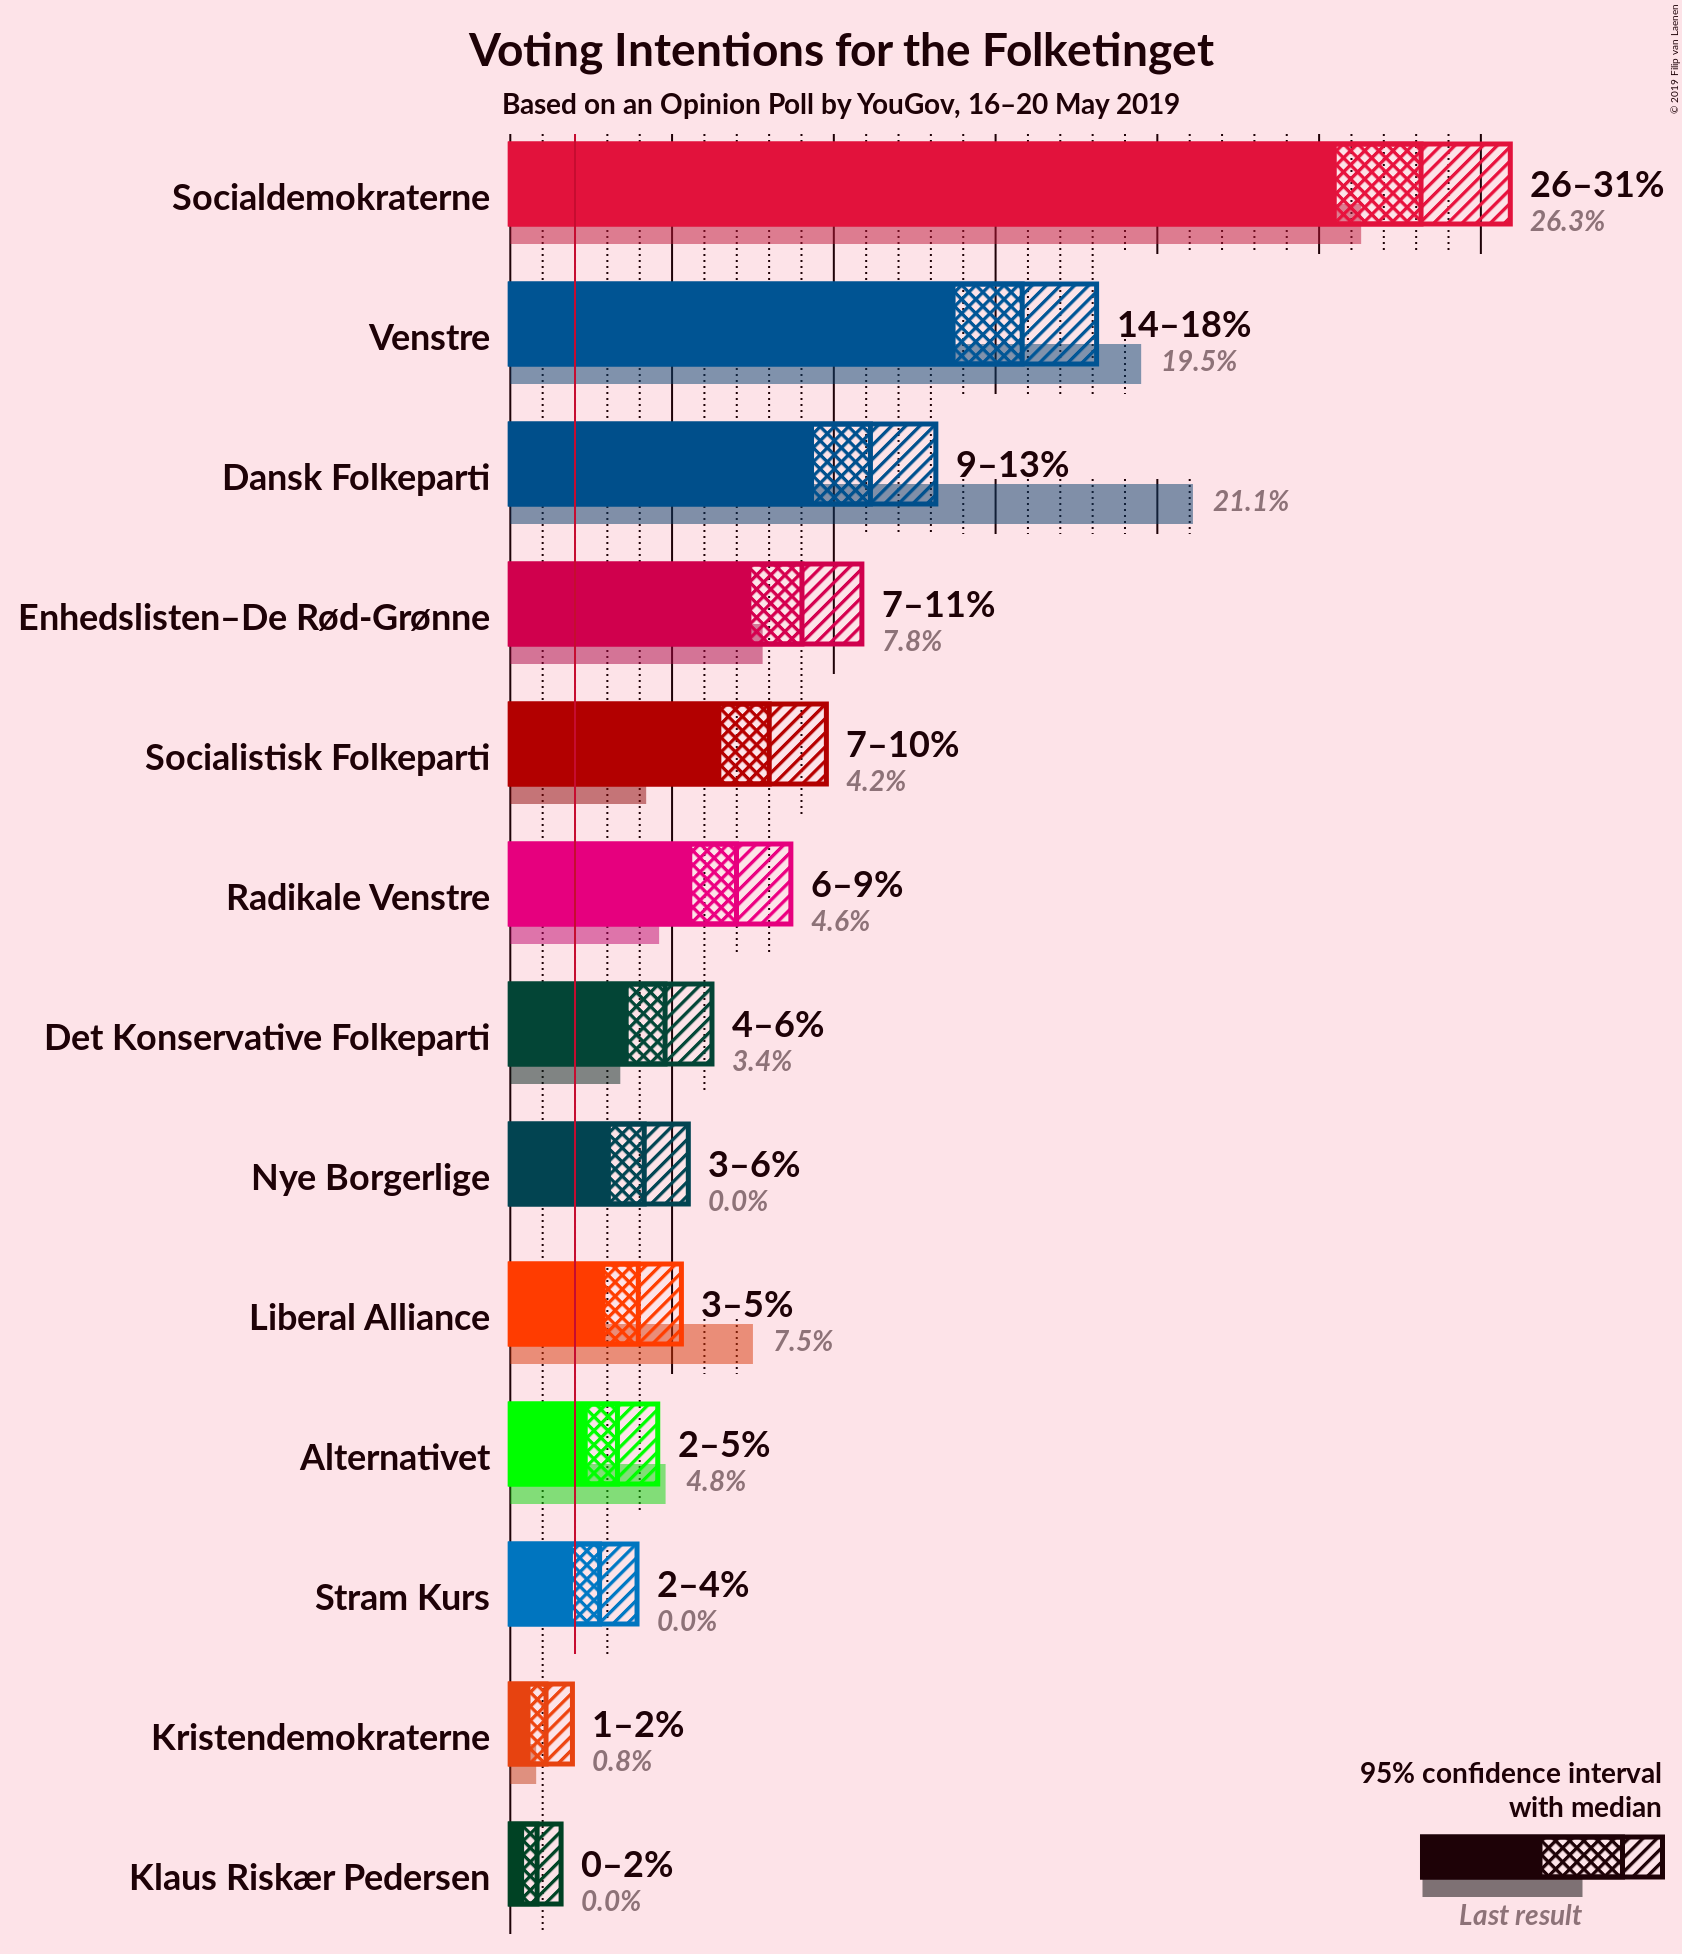 Voting Intentions for the Folketinget
Based on an Opinion Poll by YouGov, 16–20 May 2019
© 2019 Filip van Laenen
Socialdemokraterne
26–31%
26.3%
Venstre
14–18%
19.5%
Dansk Folkeparti
9–13%
21.1%
Enhedslisten–De Rød-Grønne
7–11%
7.8%
Socialistisk Folkeparti
7–10%
4.2%
Radikale Venstre
6–9%
4.6%
Det Konservative Folkeparti
4–6%
3.4%
Nye Borgerlige
3–6%
0.0%
Liberal Alliance
3–5%
7.5%
Alternativet
2–5%
4.8%
Stram Kurs
2–4%
0.0%
Kristendemokraterne
1–2%
0.8%
Klaus Riskær Pedersen
0–2%
0.0%
95% confidence interval
with median
Last result